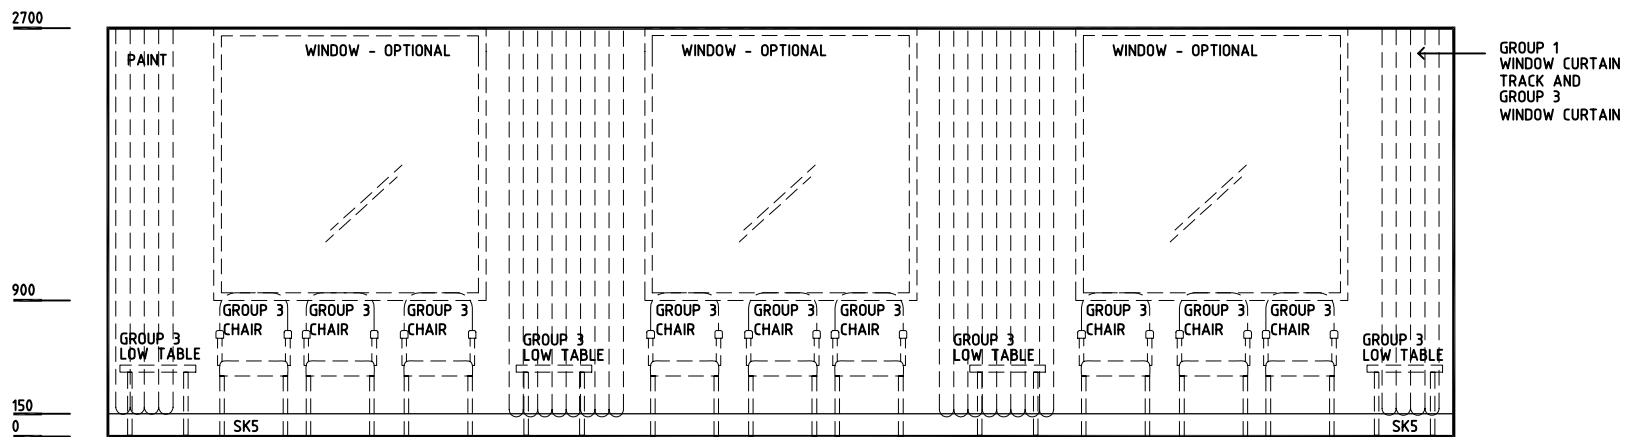 2700
PAINT
WINDOW - OPTIONAL
WINDOW - OPTIONAL
WINDOW - OPTIONAL
GROUP 1
WINDOW CURTAIN
TRACK AND
GROUP 3
WINDOW CURTAIN
900
GROUP 3
CHAIR
GROUP 3
CHAIR
GROUP 3
CHAIR
GROUP 3
CHAIR
GROUP 3
CHAIR
GROUP 3
CHAIR
GROUP 3
CHAIR
GROUP 3
CHAIR
GROUP 3
CHAIR
GROUP 3
LOW TABLE
GROUP 3
LOW TABLE
GROUP 3
LOW TABLE
GROUP 3
LOW TABLE
150
0
SK5
SK5